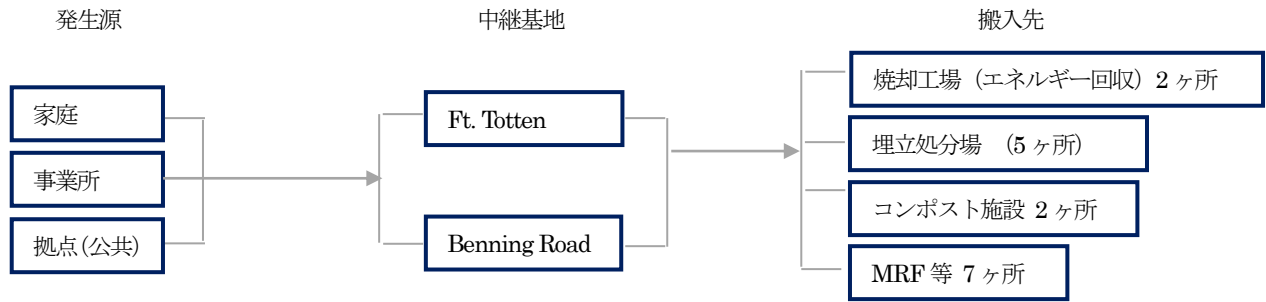 発生源
中継基地
搬入先
家庭
事業所
拠点(公共)
Ft. Totten
Benning Road
焼却工場（エネルギー回収）2 ヶ所
埋立処分場 （5 ヶ所）
コンポスト施設 2 ヶ所
MRF 等 7 ヶ所